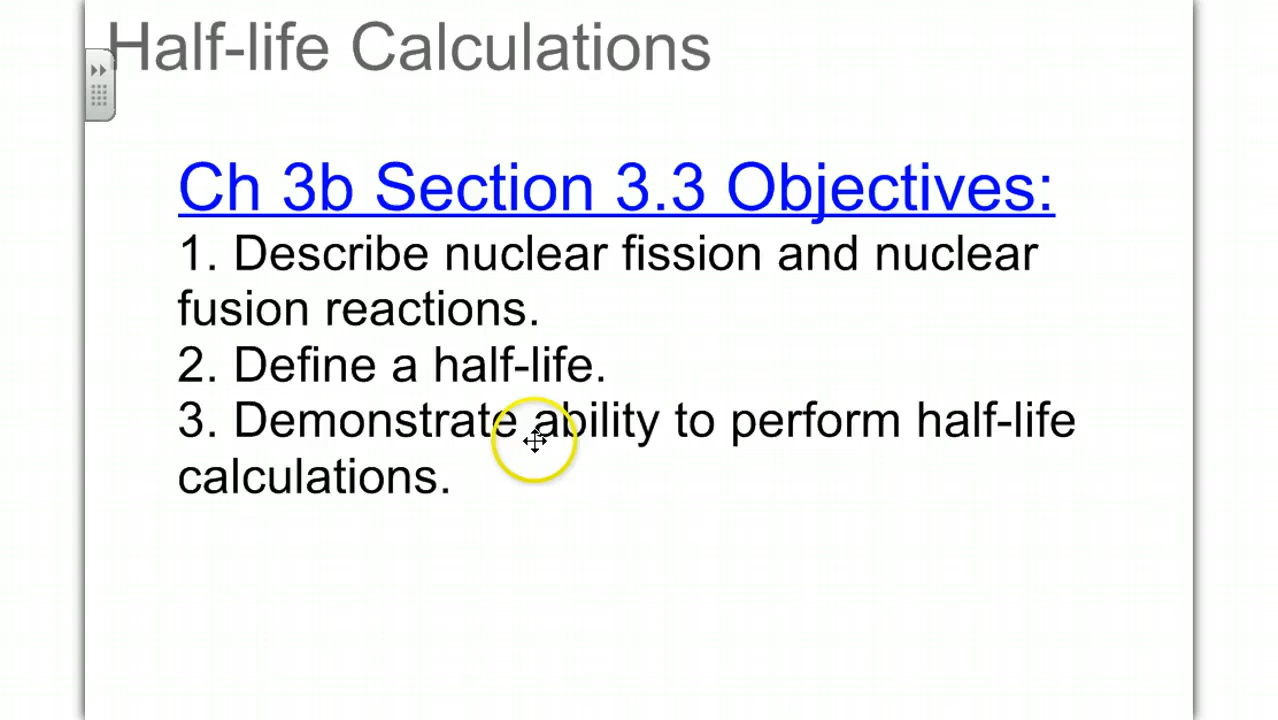 Half-life Calculations
Ch 3b Section 3.3 Objectives:
1. Describe nuclear fission and nuclear
fusion reactions.
2. Define a half-life.
3. Demonstrate ability to perform half-life
calculations.